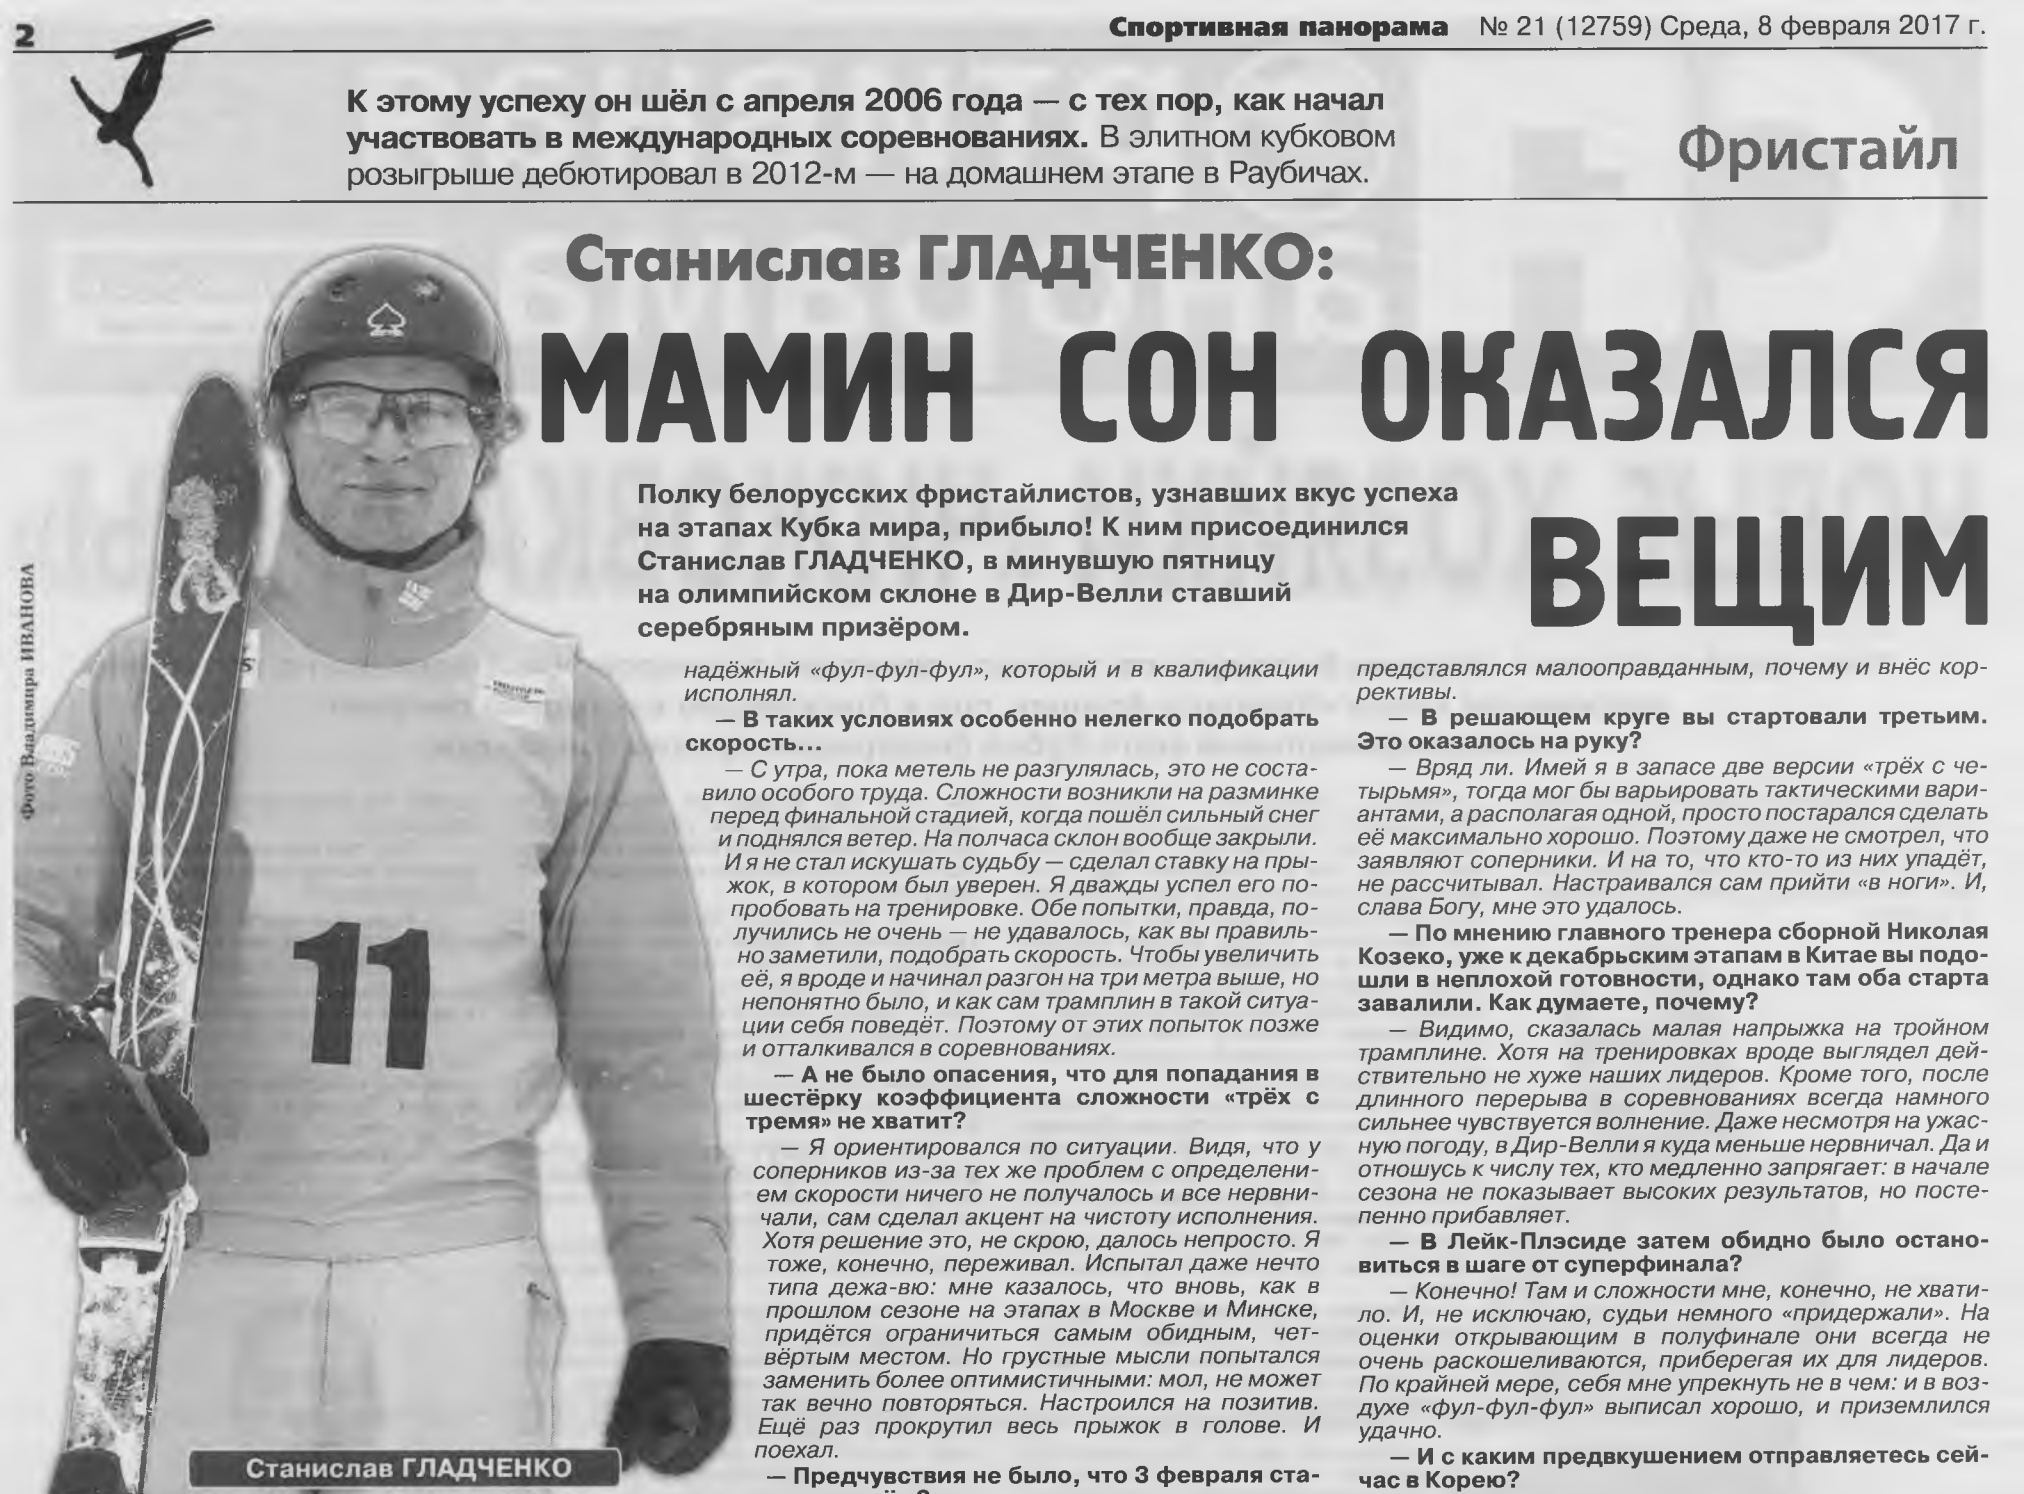 2
Спортивная панорама № 21 (12759) Среда, 8 февраля 2017 г.
К этому успеху он шёл с апреля 2006 года — с тех пор, как начал
участвовать в международных соревнованиях. В элитном кубковом
розыгрыше дебютировал в 2012-м — на домашнем этапе в Раубичах.
Фристайл
Станислав ГЛАДЧЕНКО:
МАМИН СОН ОКАЗАЛСЯ
ВЕЩИМ
Полку белорусских фристайлистов, узнавших вкус успеха
на этапах Кубка мира, прибыло! К ним присоединился
Станислав ГЛАДЧЕНКО, в минувшую пятницу
на олимпийском склоне в Дир-Велли ставший
серебряным призёром.
Фото Владимира ИВАНОВА
11
Станислав ГЛАДЧЕНКО
надёжный «фул-фул-фул», который и в квалификации
исполнял.
— В таких условиях особенно нелегко подобрать
скорость...
— С утра, пока метель не разгулялась, это не соста-
вило особого труда. Сложности возникли на разминке
перед финальной стадией, когда пошёл сильный снег
и поднялся ветер. На полчаса склон вообще закрыли.
И я не стал искушать судьбу — сделал ставку на пры-
жок, в котором был уверен. Я дважды успел его по-
пробовать на тренировке. Обе попытки, правда, по-
лучились не очень — не удавалось, как вы правиль-
но заметили, подобрать скорость. Чтобы увеличить
её, я вроде и начинал разгон на три метра выше, но
непонятно было, и как сам трамплин в такой ситуа-
ции себя поведёт. Поэтому от этих попыток позже
и отталкивался в соревнованиях.
— А не было опасения, что для попадания в
шестёрку коэффициента сложности «трёх с
тремя» не хватит?
— Я ориентировался по ситуации. Видя, что у
соперников из-за тех же проблем с определени-
ем скорости ничего не получалось и все нервни-
чали, сам сделал акцент на чистоту исполнения.
Хотя решение это, не скрою, далось непросто. Я
тоже, конечно, переживал. Испытал даже нечто
типа дежа-вю: мне казалось, что вновь, как в
прошлом сезоне на этапах в Москве и Минске,
придётся ограничиться самым обидным, чет-
вёртым местом. Но грустные мысли попытался
заменить более оптимистичными: мол, не может
так вечно повторяться. Настроился на позитив.
Ещё раз прокрутил весь прыжок в голове. И
поехал.
— Предчувствия не было, что 3 февраля ста-
представлялся малооправданным, почему и внёс кор-
рективы.
— В решающем круге вы стартовали третьим.
Это оказалось на руку?
— Вряд ли. Имей я в запасе две версии «трёх с че-
тырьмя», тогда мог бы варьировать тактическими вари-
антами, а располагая одной, просто постарался сделать
её максимально хорошо. Поэтому даже не смотрел, что
заявляют соперники. И на то, что кто-то из них упадёт,
не рассчитывал. Настраивался сам прийти «в ноги». И,
слава Богу, мне это удалось.
— По мнению главного тренера сборной Николая
Козеко, уже к декабрьским этапам в Китае вы подо-
шли в неплохой готовности, однако там оба старта
завалили. Как думаете, почему?
— Видимо, сказалась малая напрыжка на тройном
трамплине. Хотя на тренировках вроде выглядел дей-
ствительно не хуже наших лидеров. Кроме того, после
длинного перерыва в соревнованиях всегда намного
сильнее чувствуется волнение. Даже несмотря на ужас-
ную погоду, в Дир-Велли я куда меньше нервничал. Да и
отношусь к числу тех, кто медленно запрягает: в начале
сезона не показывает высоких результатов, но посте-
пенно прибавляет.
— В Лейк-Плэсиде затем обидно было остано-
виться в шаге от суперфинала?
— Конечно! Там и сложности мне, конечно, не хвати-
ло. И, не исключаю, судьи немного «придержали». На
оценки открывающим в полуфинале они всегда не
очень раскошеливаются, приберегая их для лидеров.
По крайней мере, себя мне упрекнуть не в чем: и в воз-
духе «фул-фул-фул» выписал хорошо, и приземлился
удачно.
— И с каким предвкушением отправляетесь сей-
час в Корею?